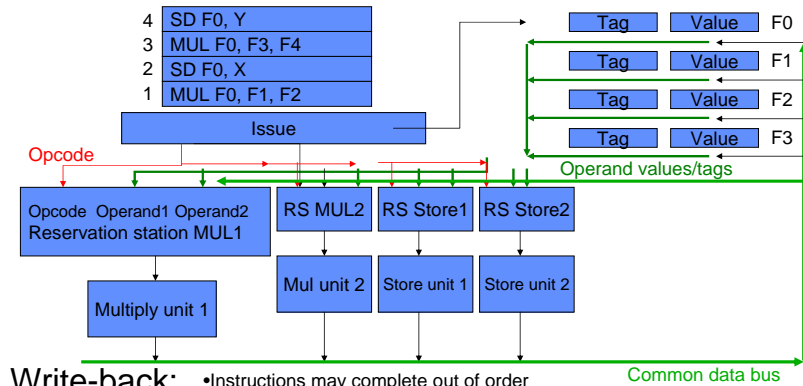 4 SD F0, Y
3 MUL F0, F3, F4
2 SD F0, X
1 MUL F0, F1, F2
Issue
Tag Value F0
Tag Value F1
Tag Value F2
Tag Value F3
Opcode
Operand values/tags
Opcode Operand1 Operand2
Reservation station MUL1
RS MUL2
RS Store1
RS Store2
Multiply unit 1
Mul unit 2
Store unit 1
Store unit 2
Common data bus
Write-back: •Instructions may complete out of order